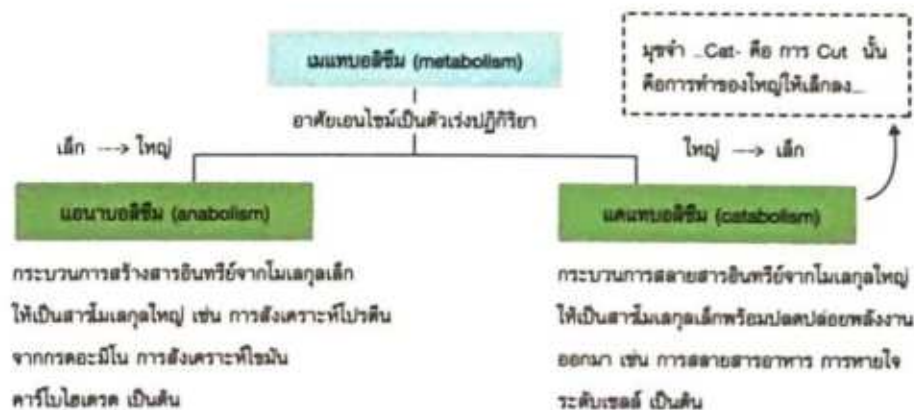 เมแทบอลิซึม (metabolism)
มุขจำ ..Cat- คือ การ Cut นั้น
คือการทำของใหญ่ให้เล็กลง...
อาศัยเอนไซม์เป็นตัวเร่งปฏิกิริยา
เล็ก ---> ใหญ่
ใหญ่ ---> เล็ก
แอนาบอลิซึม (anabolism)
แคแทบอลิซึม (catabolism)
กระบวนการสร้างสารอินทรีย์จากโมเลกุลเล็ก
ให้เป็นสารโมเลกุลใหญ่ เช่น การสังเคราะห์โปรตีน
จากกรดอะมิโน การสังเคราะห์ไขมัน
คาร์โบไฮเดรต เป็นต้น
กระบวนการสลายสารอินทรีย์จากโมเลกุลใหญ่
ให้เป็นสารโมเลกุลเล็กพร้อมปลดปล่อยพลังงาน
ออกมา เช่น การสลายสารอาหาร การหายใจ
ระดับเซลล์ เป็นต้น